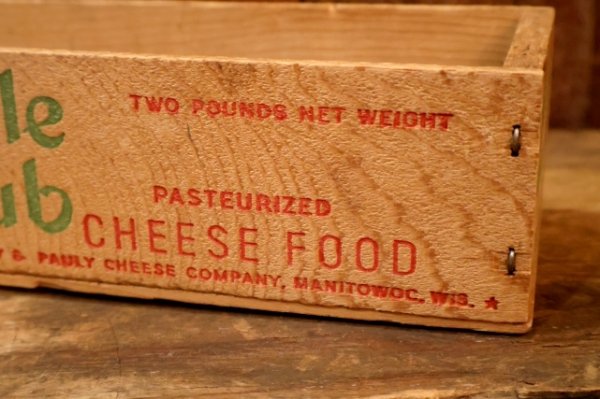 TWO POUNDS NET WEIGHT
le
ub
PASTEURIZED
CHEESE FOOD
& PAULY CHEESE COMPANY, MANITOWOC, WIS. ★